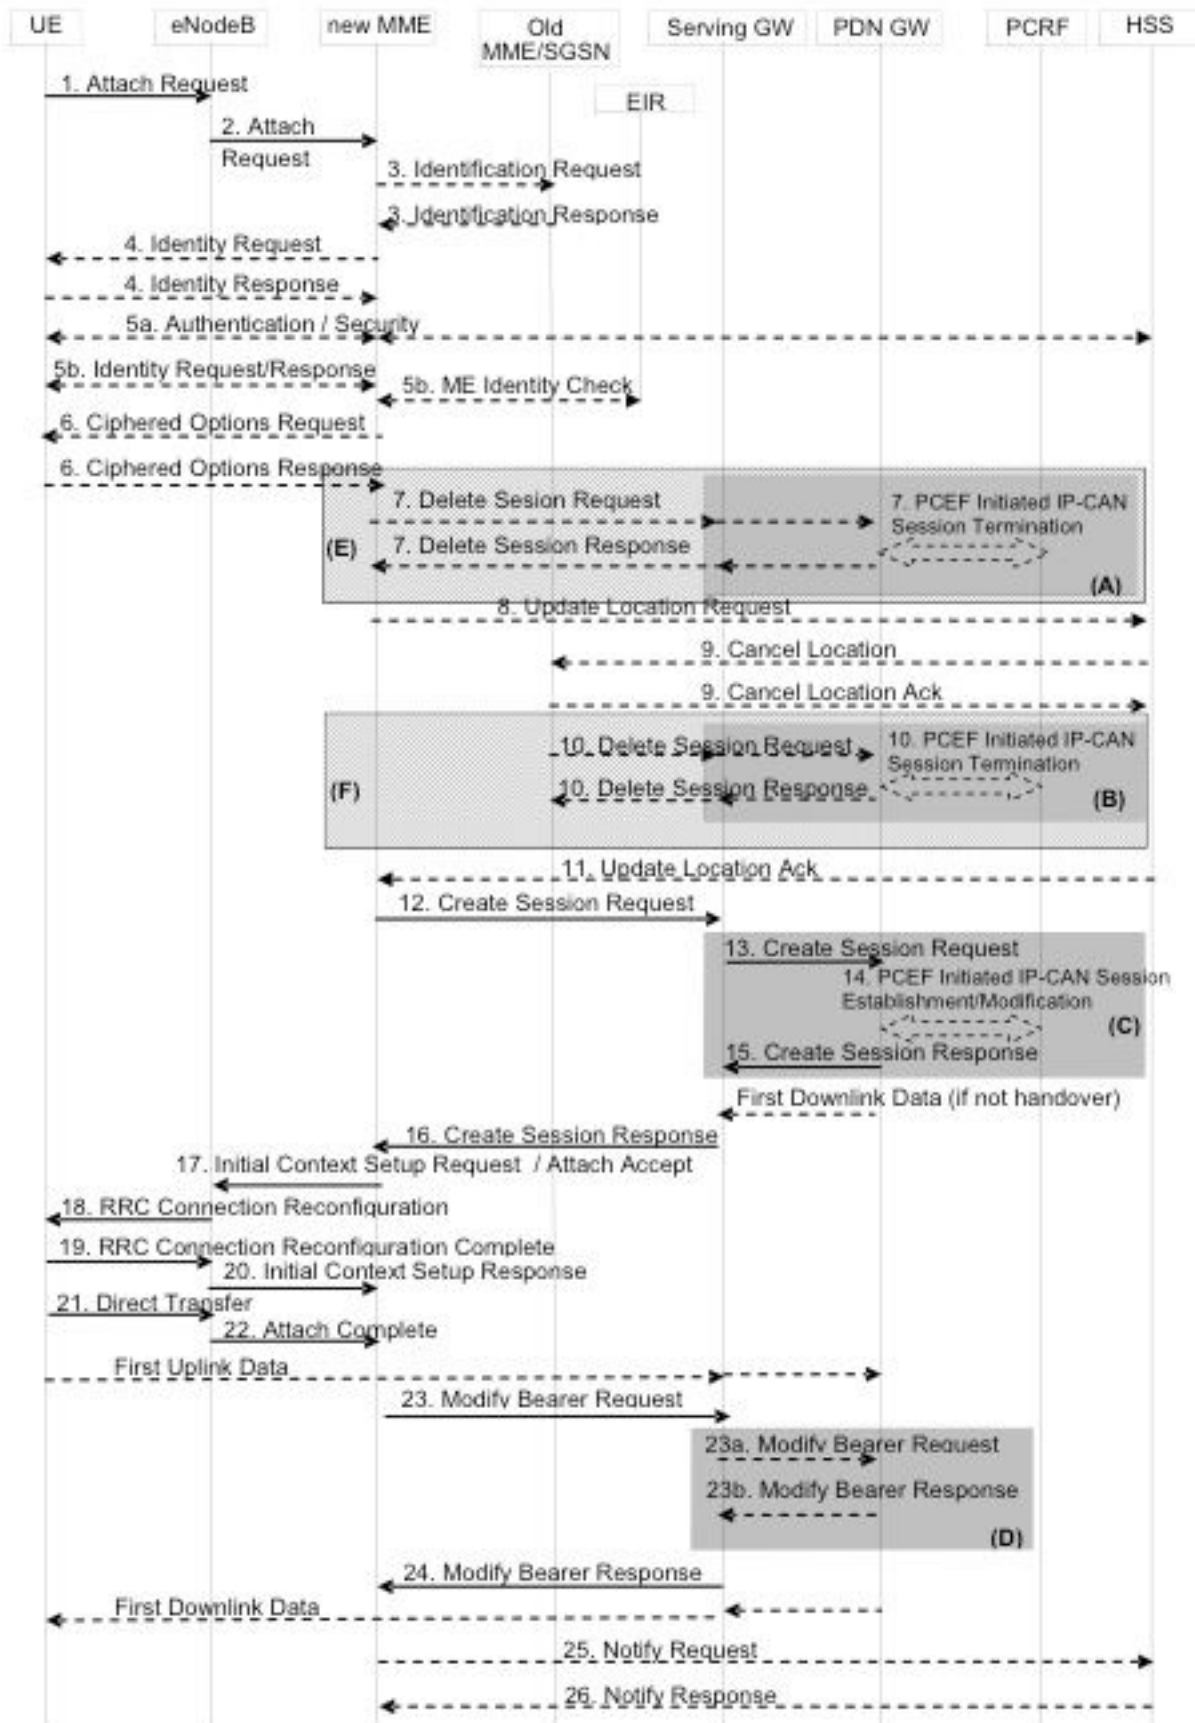 UE
eNodeB
new MME
Old
MME/SGSN
Serving GW
PDN GW
PCRF
HSS
EIR
1. Attach Request
2. Attach
Request
3. Identification Request
3. Identification Response
4. Identity Request
4. Identity Response
5a. Authentication / Security
5b. Identity Request/Response
5b. ME Identity Check
6. Ciphered Options Request
6. Ciphered Options Response
7. Delete Sesion Request
7. PCEF Initiated IP-CAN
Session Termination
(E)
7. Delete Session Response
(A)
8. Update Location Request
9. Cancel Location
9. Cancel Location Ack
10. Delete Session Request
10. PCEF Initiated IP-CAN
Session Termination
(F)
10. Delete Session Response
(B)
11. Update Location Ack
12. Create Session Request
13. Create Session Request
14. PCEF Initiated IP-CAN Session
Establishment/Modification
(C)
15. Create Session Response
First Downlink Data (if not handover)
16. Create Session Response
17. Initial Context Setup Request / Attach Accept
18. RRC Connection Reconfiguration
19. RRC Connection Reconfiguration Complete
20. Initial Context Setup Response
21. Direct Transfer
22. Attach Complete
First Uplink Data
23. Modify Bearer Request
23a. Modify Bearer Request
23b. Modify Bearer Response
(D)
24. Modify Bearer Response
First Downlink Data
25. Notify Request
26. Notify Response